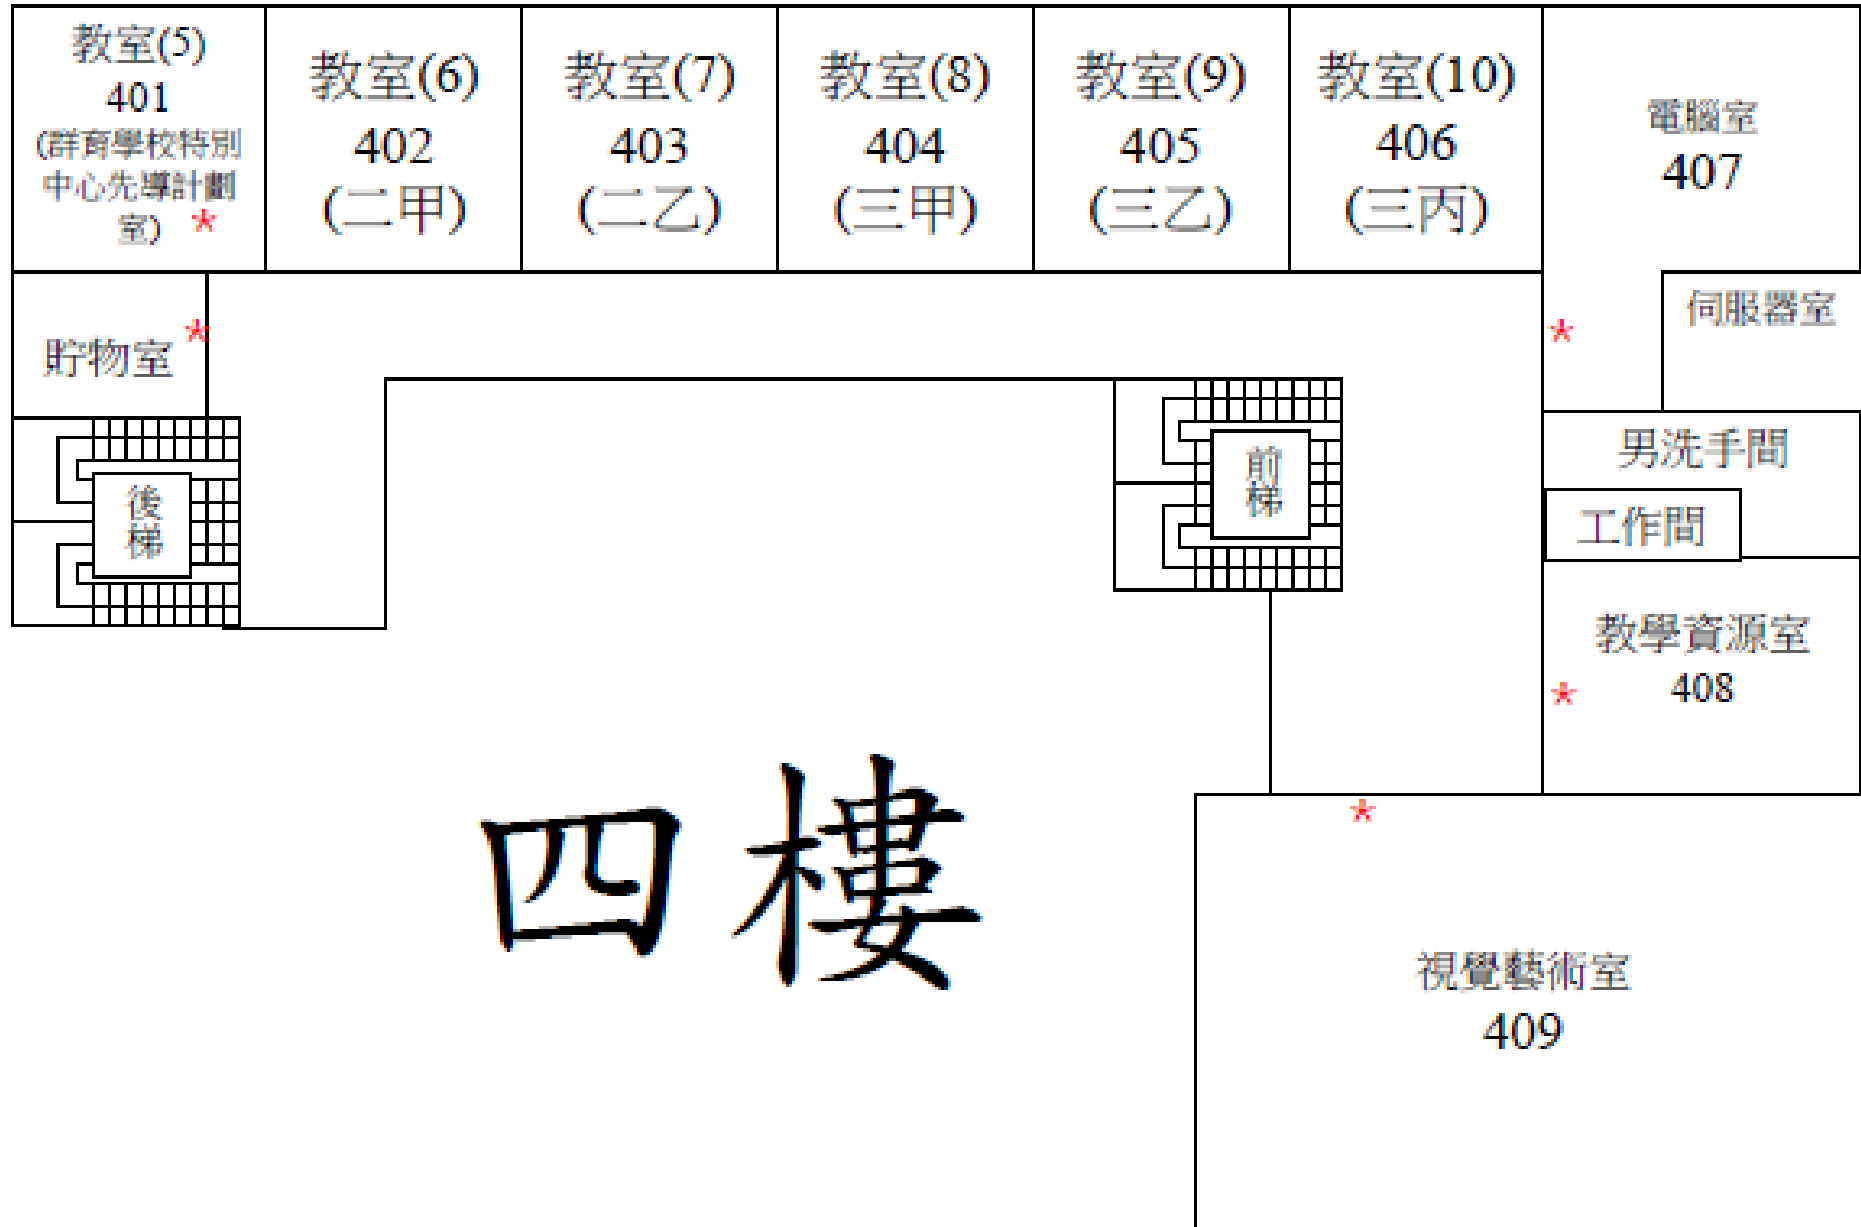 教室(5)
401
(群育學校特別
中心先導計劃
室) *
教室(6)
402
(二甲)
教室(7)
403
(二乙)
教室(8)
404
(三甲)
教室(9)
405
(三乙)
教室(10)
406
(三丙)
電腦室
407
貯物室 *
*
伺服器室
後
梯
前
梯
男洗手間
工作間
教學資源室
* 408
四樓
*
視覺藝術室
409